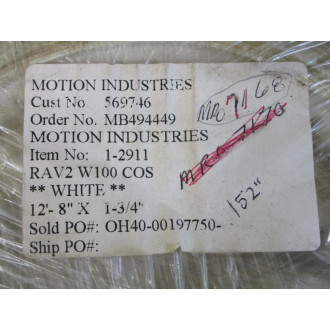 MOTION INDUSTRIES
Cust No. 569746
Order No. MB494449
MOTION INDUSTRIES
Item No: 1-2911
RAV2 W100 COS
** WHITE **
12'- 8" X 1-3/4"
Sold PO#: OH40-00197750-
Ship PO#:
7168
152"